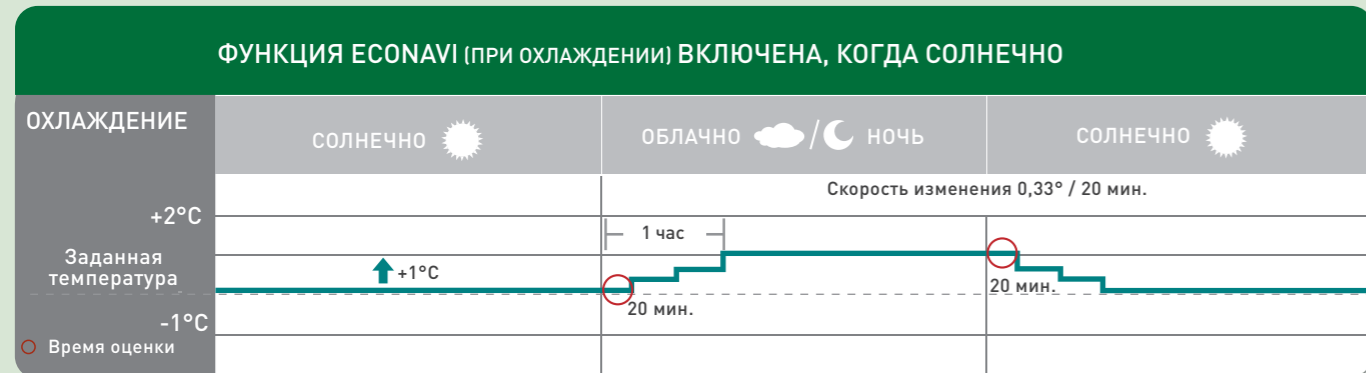 ФУНКЦИЯ ECONAVI (ПРИ ОХЛАЖДЕНИИ) ВКЛЮЧЕНА, КОГДА СОЛНЕЧНО
ОХЛАЖДЕНИЕ
СОЛНЕЧНО
ОБЛАЧНО / НОЧЬ
СОЛНЕЧНО
Скорость изменения 0,33° / 20 мин.
+2°C
1 час
Заданная
температура
+1°C
20 мин.
20 мин.
-1°C
Время оценки